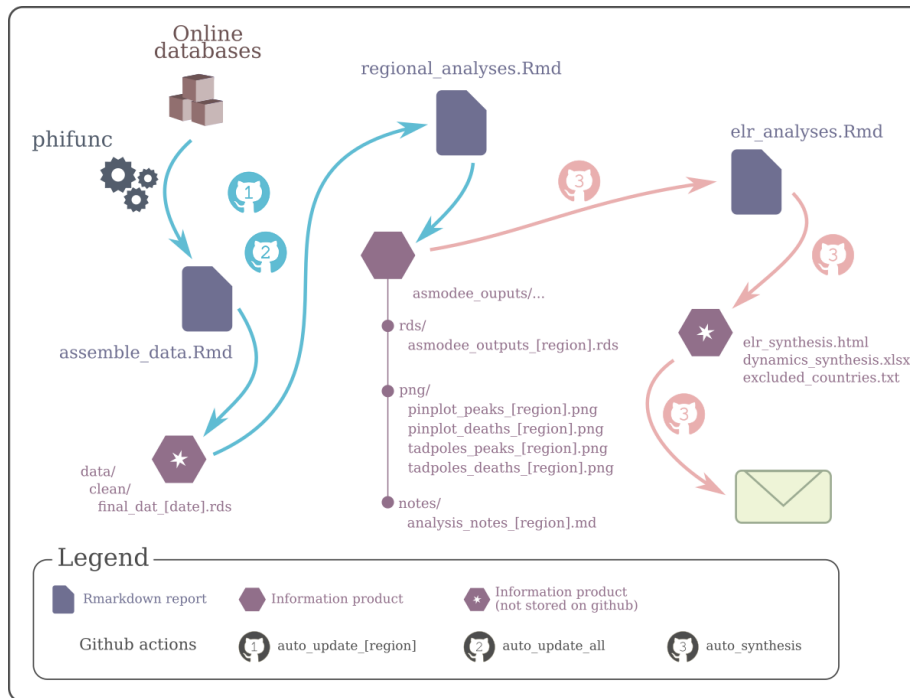 Online
databases
phifunc
1
2
assemble_data.Rmd
data/
clean/
final_dat_[date].rds
regional_analyses.Rmd
asmodee_ouputs/...
rds/
asmodee_outputs_[region].rds
png/
pinplot_peaks_[region].png
pinplot_deaths_[region].png
tadpoles_peaks_[region].png
tadpoles_deaths_[region].png
notes/
analysis_notes_[region].md
3
elr_analyses.Rmd
3
elr_synthesis.html
dynamics_synthesis.xlsx
excluded_countries.txt
3
Legend
Rmarkdown report
Information product
Information product
(not stored on github)
Github actions
1 auto_update_[region]
2 auto_update_all
3 auto_synthesis